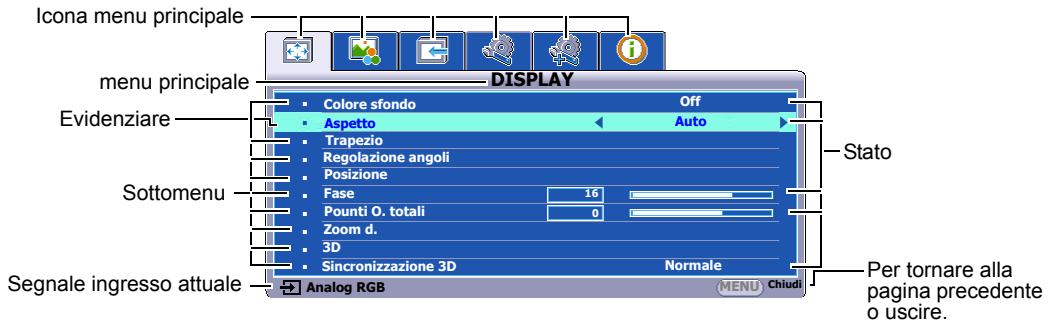 Icona menu principale
menu principale
DISPLAY
Evidenziare
Sottomenu
Segnale ingresso attuale
Colore sfondo Off
Aspetto Auto
Trapezio
Regolazione angoli
Posizione
Fase 16
Pounti O. totali 0
Zoom d.
3D
Sincronizzazione 3D Normale
Analog RGB MENU Chiudi
Stato
Per tornare alla
pagina precedente
o uscire.